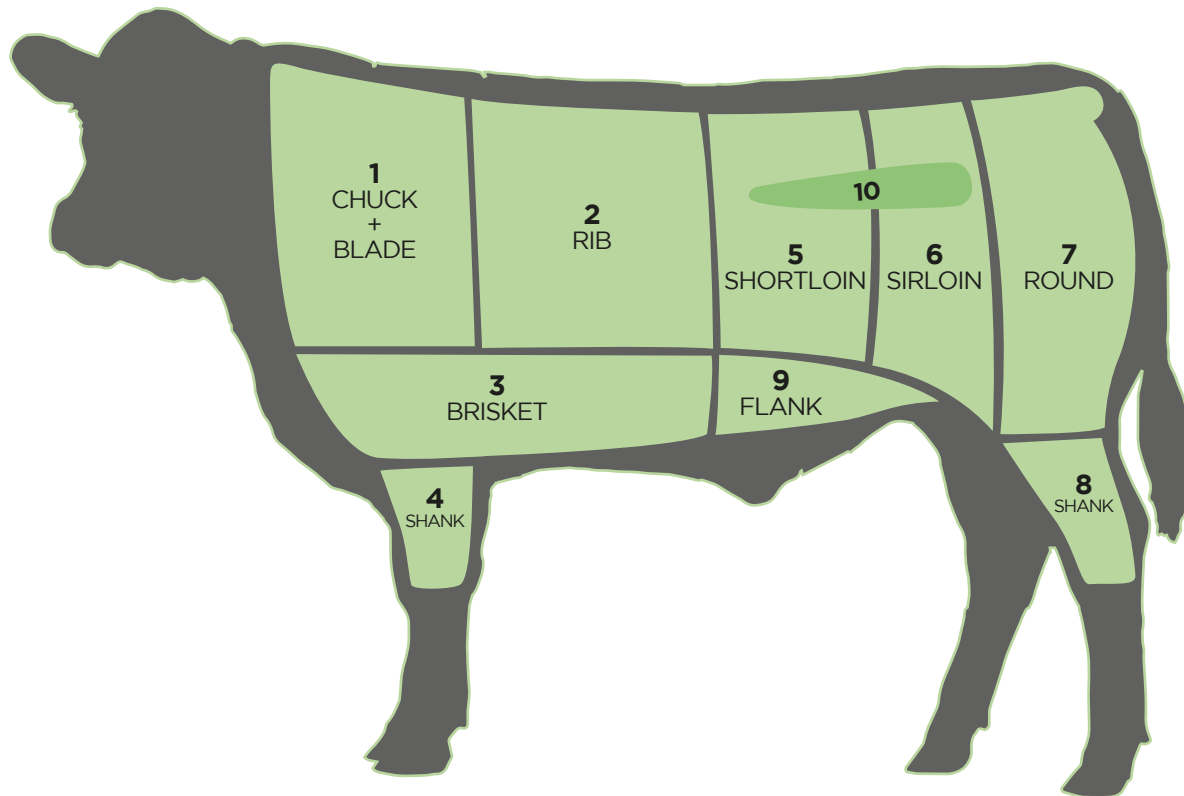 1
CHUCK
+
BLADE
2
RIB
3
BRISKET
4
SHANK
5
SHORTLOIN
6
SIRLOIN
7
ROUND
8
SHANK
9
FLANK
10